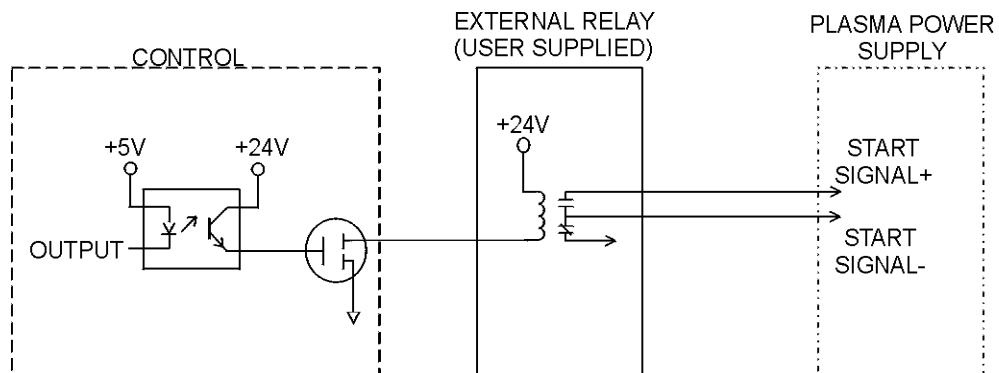 EXTERNAL RELAY
(USER SUPPLIED)
PLASMA POWER
SUPPLY
CONTROL
+5V
+24V
OUTPUT
+24V
START
SIGNAL+
START
SIGNAL-